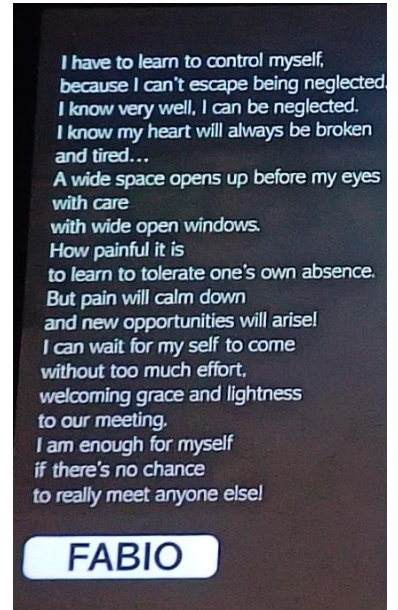 I have to learn to control myself,
because I can't escape being neglected.
I know very well, I can be neglected.
I know my heart will always be broken
and tired...
A wide space opens up before my eyes
with care
with wide open windows.
How painful it is
to learn to tolerate one's own absence.
But pain will calm down
and new opportunities will arise!
I can wait for my self to come
without too much effort,
welcoming grace and lightness
to our meeting.
I am enough for myself
if there's no chance
to really meet anyone else!
FABIO